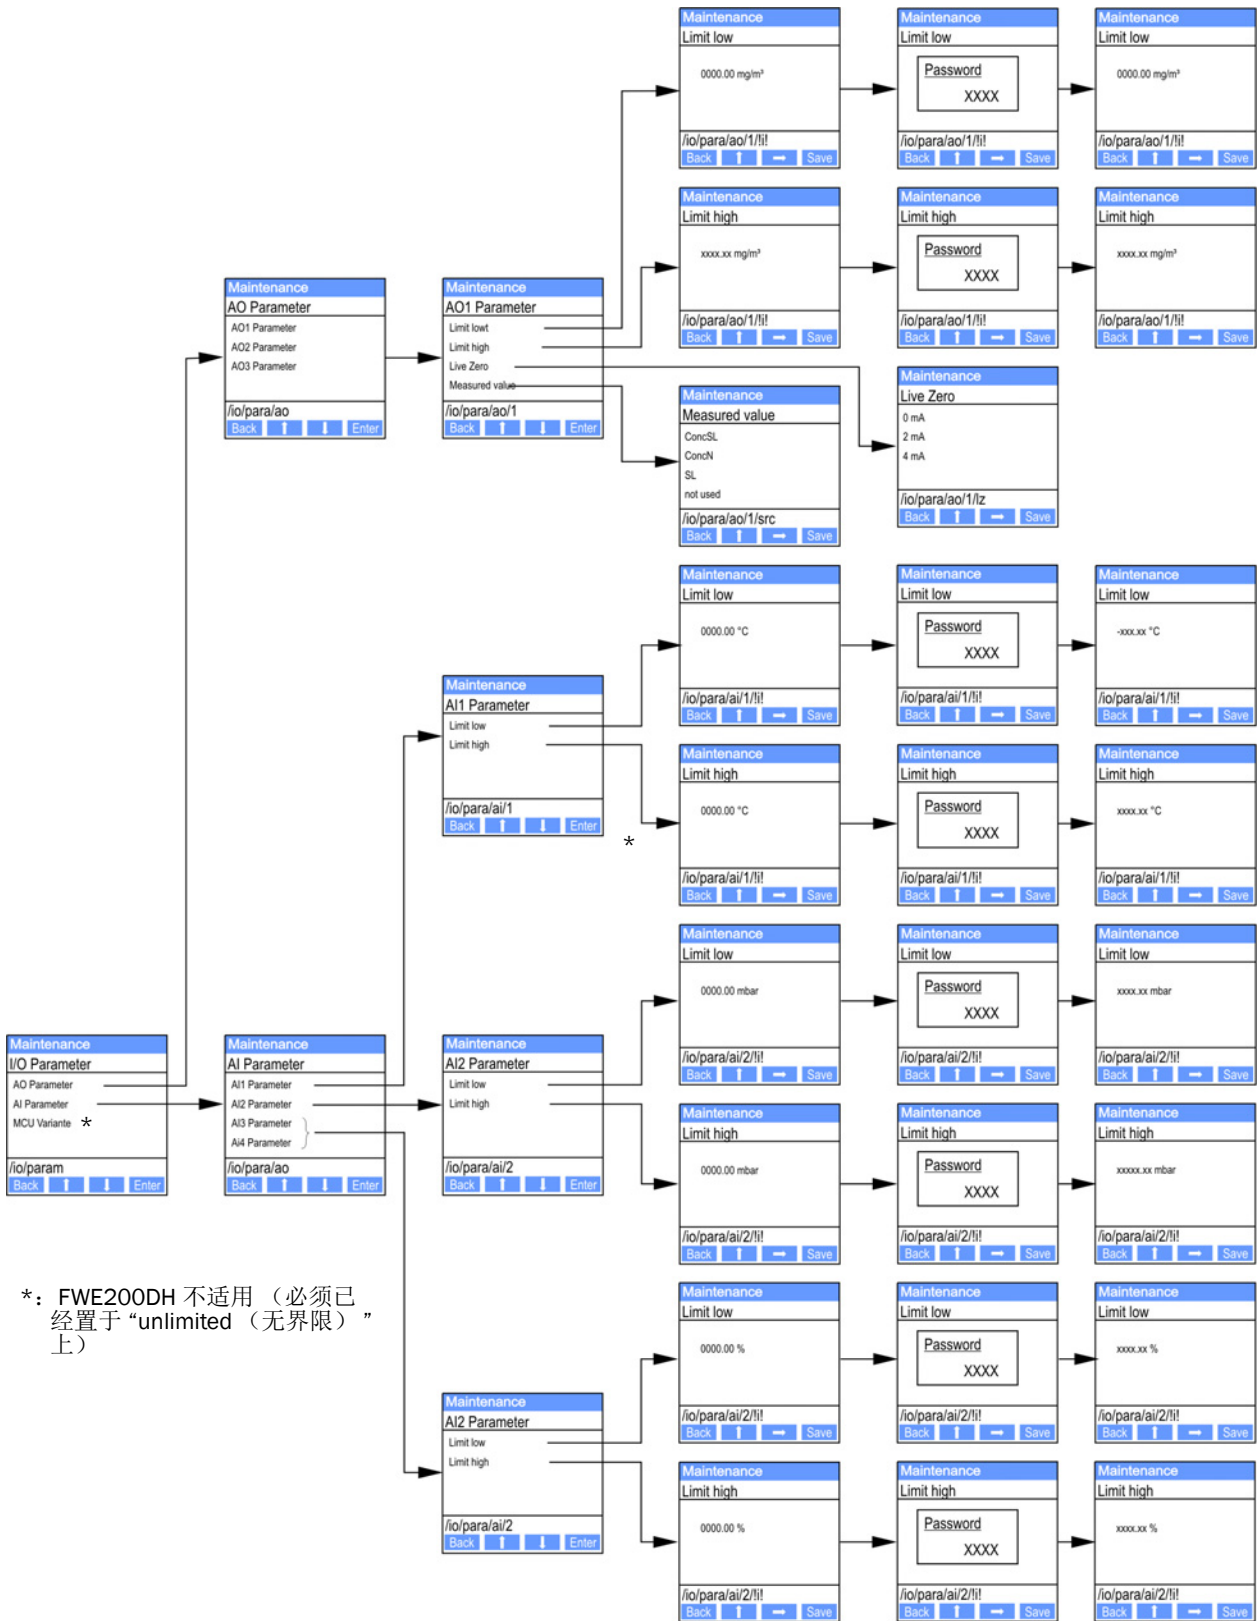 Maintenance
Limit low
0000.00 mg/m³
/io/para/ao/1/!i!
Back Save
Maintenance
Limit low
Password
XXXX
/io/para/ao/1/!i!
Back Save
Maintenance
Limit low
0000.00 mg/m³
/io/para/ao/1/!i!
Back Save
Maintenance
Limit high
xxxx.xx mg/m³
/io/para/ao/1/!i!
Back Save
Maintenance
Limit high
Password
XXXX
/io/para/ao/1/!i!
Back Save
Maintenance
Limit high
xxxx.xx mg/m³
/io/para/ao/1/!i!
Back Save
Maintenance
AO Parameter
AO1 Parameter
AO2 Parameter
AO3 Parameter
/io/para/ao
Back Enter
Maintenance
AO1 Parameter
Limit lowt
Limit high
Live Zero
Measured value
/io/para/ao/1
Back Enter
Maintenance
Measured value
ConcSL
ConcN
SL
not used
/io/para/ao/1/src
Back Save
Maintenance
Live Zero
0 mA
2 mA
4 mA
/io/para/ao/1/lz
Back Save
Maintenance
Limit low
0000.00 °C
/io/para/ai/1/!i!
Back Save
Maintenance
Limit low
Password
XXXX
/io/para/ai/1/!i!
Back Save
Maintenance
Limit low
-xxx.xx °C
/io/para/ai/1/!i!
Back Save
Maintenance
AI1 Parameter
Limit low
Limit high
/io/para/ai/1
Back Enter
*
Maintenance
Limit high
0000.00 °C
/io/para/ai/1/!i!
Back Save
Maintenance
Limit high
Password
XXXX
/io/para/ai/1/!i!
Back Save
Maintenance
Limit high
xxxx.xx °C
/io/para/ai/1/!i!
Back Save
Maintenance
Limit low
0000.00 mbar
/io/para/ai/2/!i!
Back Save
Maintenance
Limit low
Password
XXXX
/io/para/ai/2/!i!
Back Save
Maintenance
Limit low
xxxx.xx mbar
/io/para/ai/2/!i!
Back Save
Maintenance
I/O Parameter
AO Parameter
AI Parameter
MCU Variante *
/io/param
Back Enter
Maintenance
AI Parameter
AI1 Parameter
AI2 Parameter
AI3 Parameter
Ai4 Parameter
/io/para/ao
Back Enter
Maintenance
AI2 Parameter
Limit low
Limit high
/io/para/ai/2
Back Enter
Maintenance
Limit high
0000.00 mbar
/io/para/ai/2/!i!
Back Save
Maintenance
Limit high
Password
XXXX
/io/para/ai/2/!i!
Back Save
Maintenance
Limit high
xxxxx.xx mbar
/io/para/ai/2/!i!
Back Save
*：FWE200DH 不适用 （必须已
经置于 “unlimited （无界限） ”
上）
Maintenance
Limit low
0000.00 %
/io/para/ai/2/!i!
Back Save
Maintenance
Limit low
Password
XXXX
/io/para/ai/2/!i!
Back Save
Maintenance
Limit low
xxxx.xx %
/io/para/ai/2/!i!
Back Save
Maintenance
AI2 Parameter
Limit low
Limit high
/io/para/ai/2
Back Enter
Maintenance
Limit high
0000.00 %
/io/para/ai/2/!i!
Back Save
Maintenance
Limit high
Password
XXXX
/io/para/ai/2/!i!
Back Save
Maintenance
Limit high
xxxx.xx %
/io/para/ai/2/!i!
Back Save